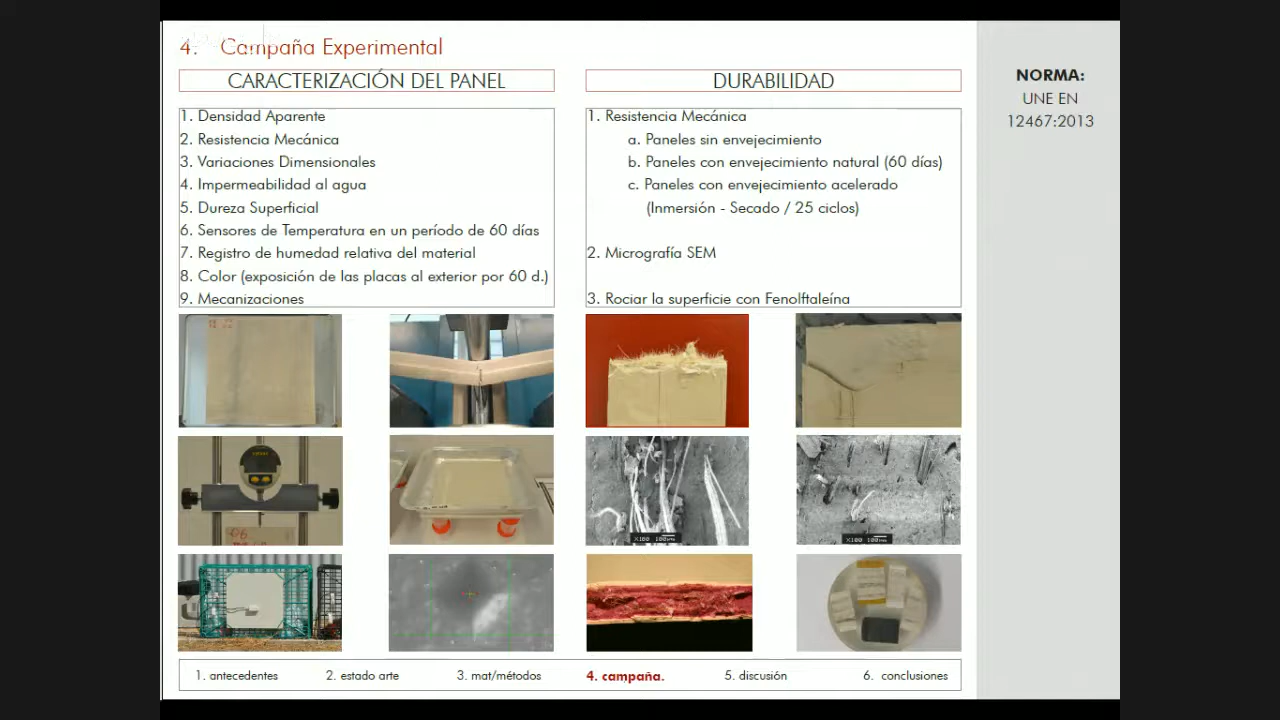 4. Campaña Experimental
CARACTERIZACIÓN DEL PANEL
1. Densidad Aparente
2. Resistencia Mecánica
3. Variaciones Dimensionales
4. Impermeabilidad al agua
5. Dureza Superficial
6. Sensores de Temperatura en un período de 60 días
7. Registro de humedad relativa del material
8. Color (exposición de las placas al exterior por 60 d.)
9. Mecanizaciones
DURABILIDAD
1. Resistencia Mecánica
a. Paneles sin envejecimiento
b. Paneles con envejecimiento natural (60 días)
c. Paneles con envejecimiento acelerado
(Inmersión - Secado / 25 ciclos)
2. Micrografía SEM
3. Rociar la superficie con Fenolftaleína
NORMA:
UNE EN
12467:2013
X100 100µm
X100 100µm
1. antecedentes
2. estado arte
3. mat/métodos
4. campaña.
5. discusión
6. conclusiones